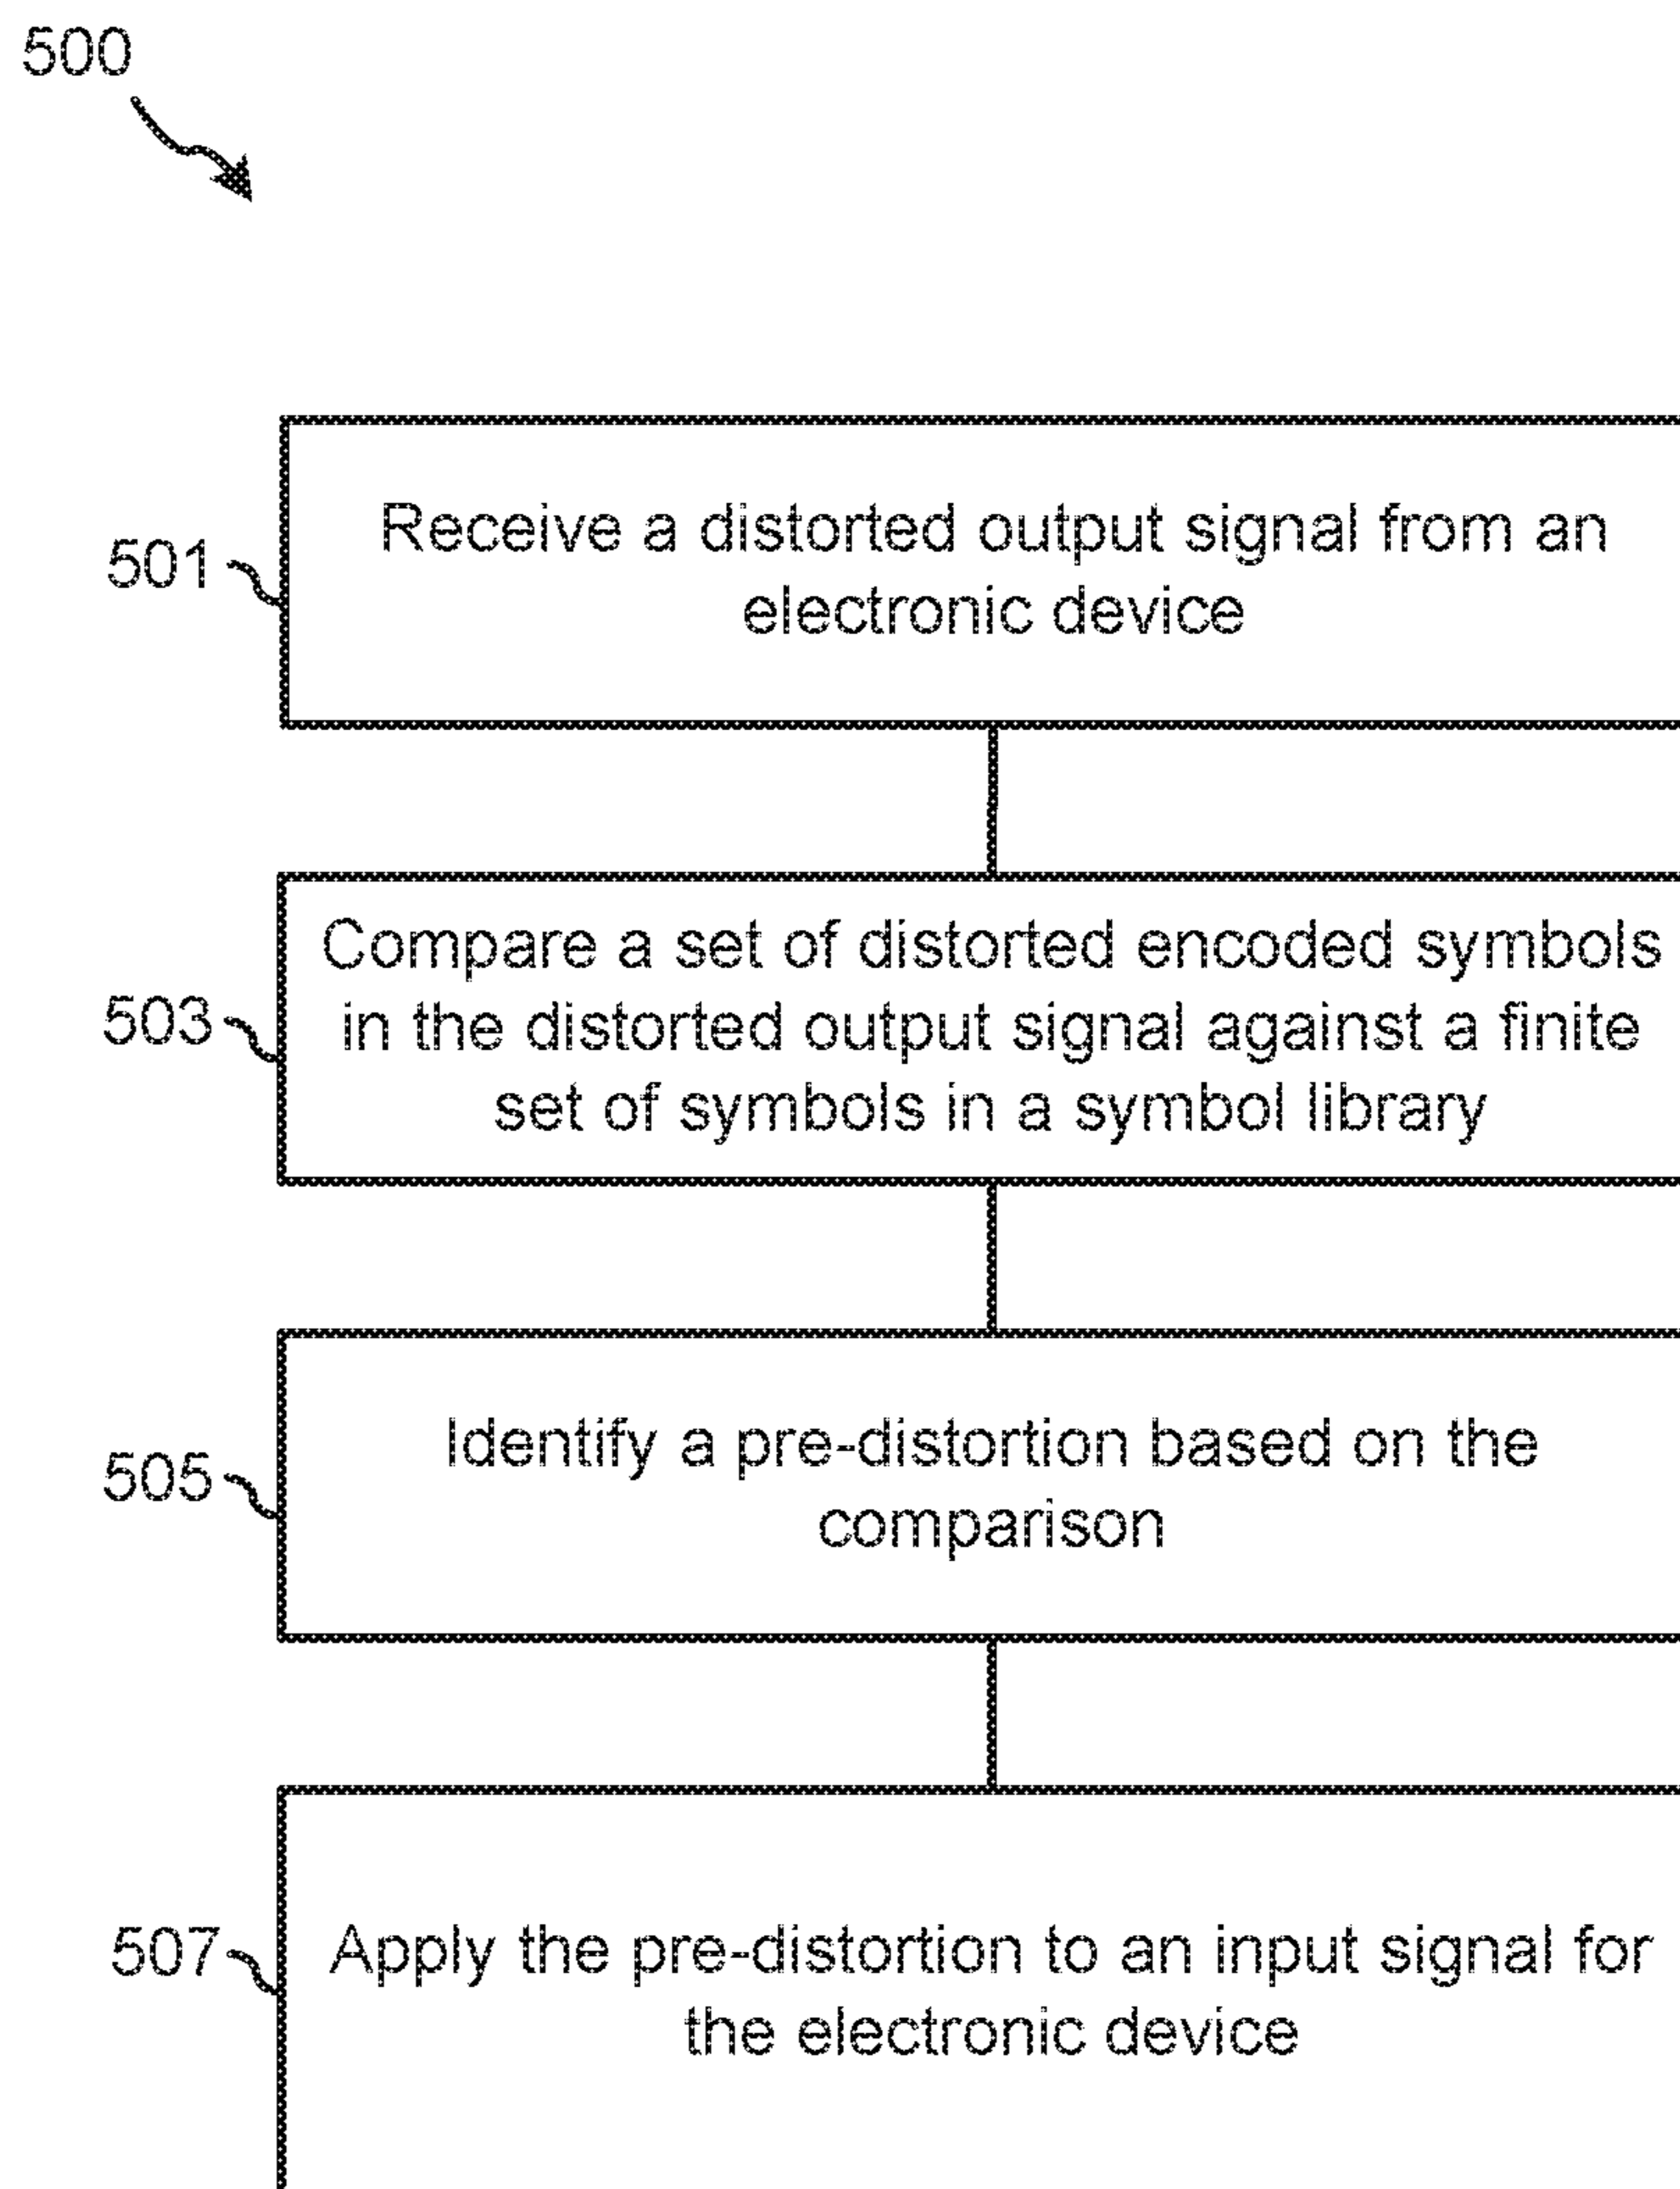 500
501
Receive a distorted output signal from an
electronic device
503
Compare a set of distorted encoded symbols
in the distorted output signal against a finite
set of symbols in a symbol library
505
Identify a pre-distortion based on the
comparison
507
Apply the pre-distortion to an input signal for
the electronic device